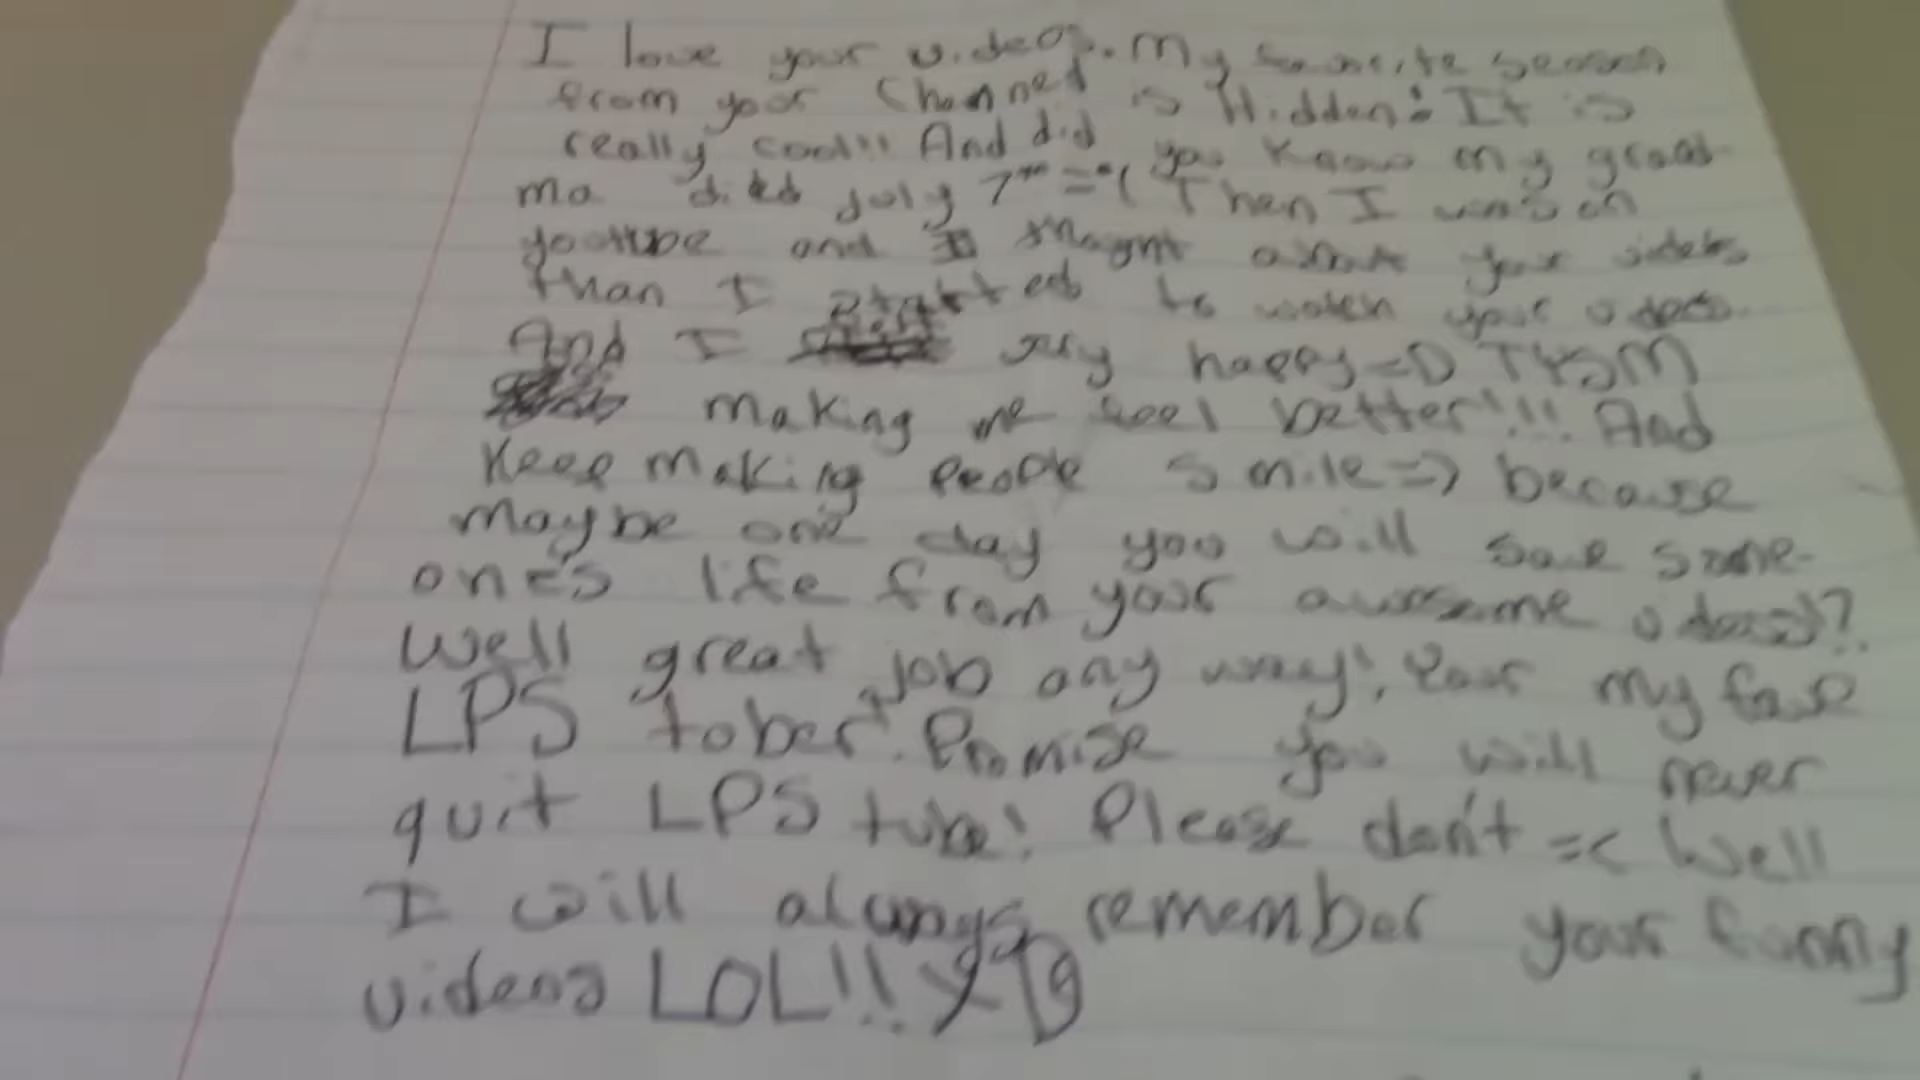 I love your videos. My favorite season
from your Channel is Hidden! It is
really cool!! And did you know my grand
ma died July 7th ='( Then I was on
youtube and I thought about your videos
than I started to watch your videos.
And I happy =D TYSM
making me feel better!!! And
Keep making people smile =) because
maybe one day you will save some-
one's life from your awesome videos?
Well great job any way! Your my fave
LPS tober. Promise you will never
quit LPS tube! Please don't =< Well
I will always remember your funny
videos LOL!! XD